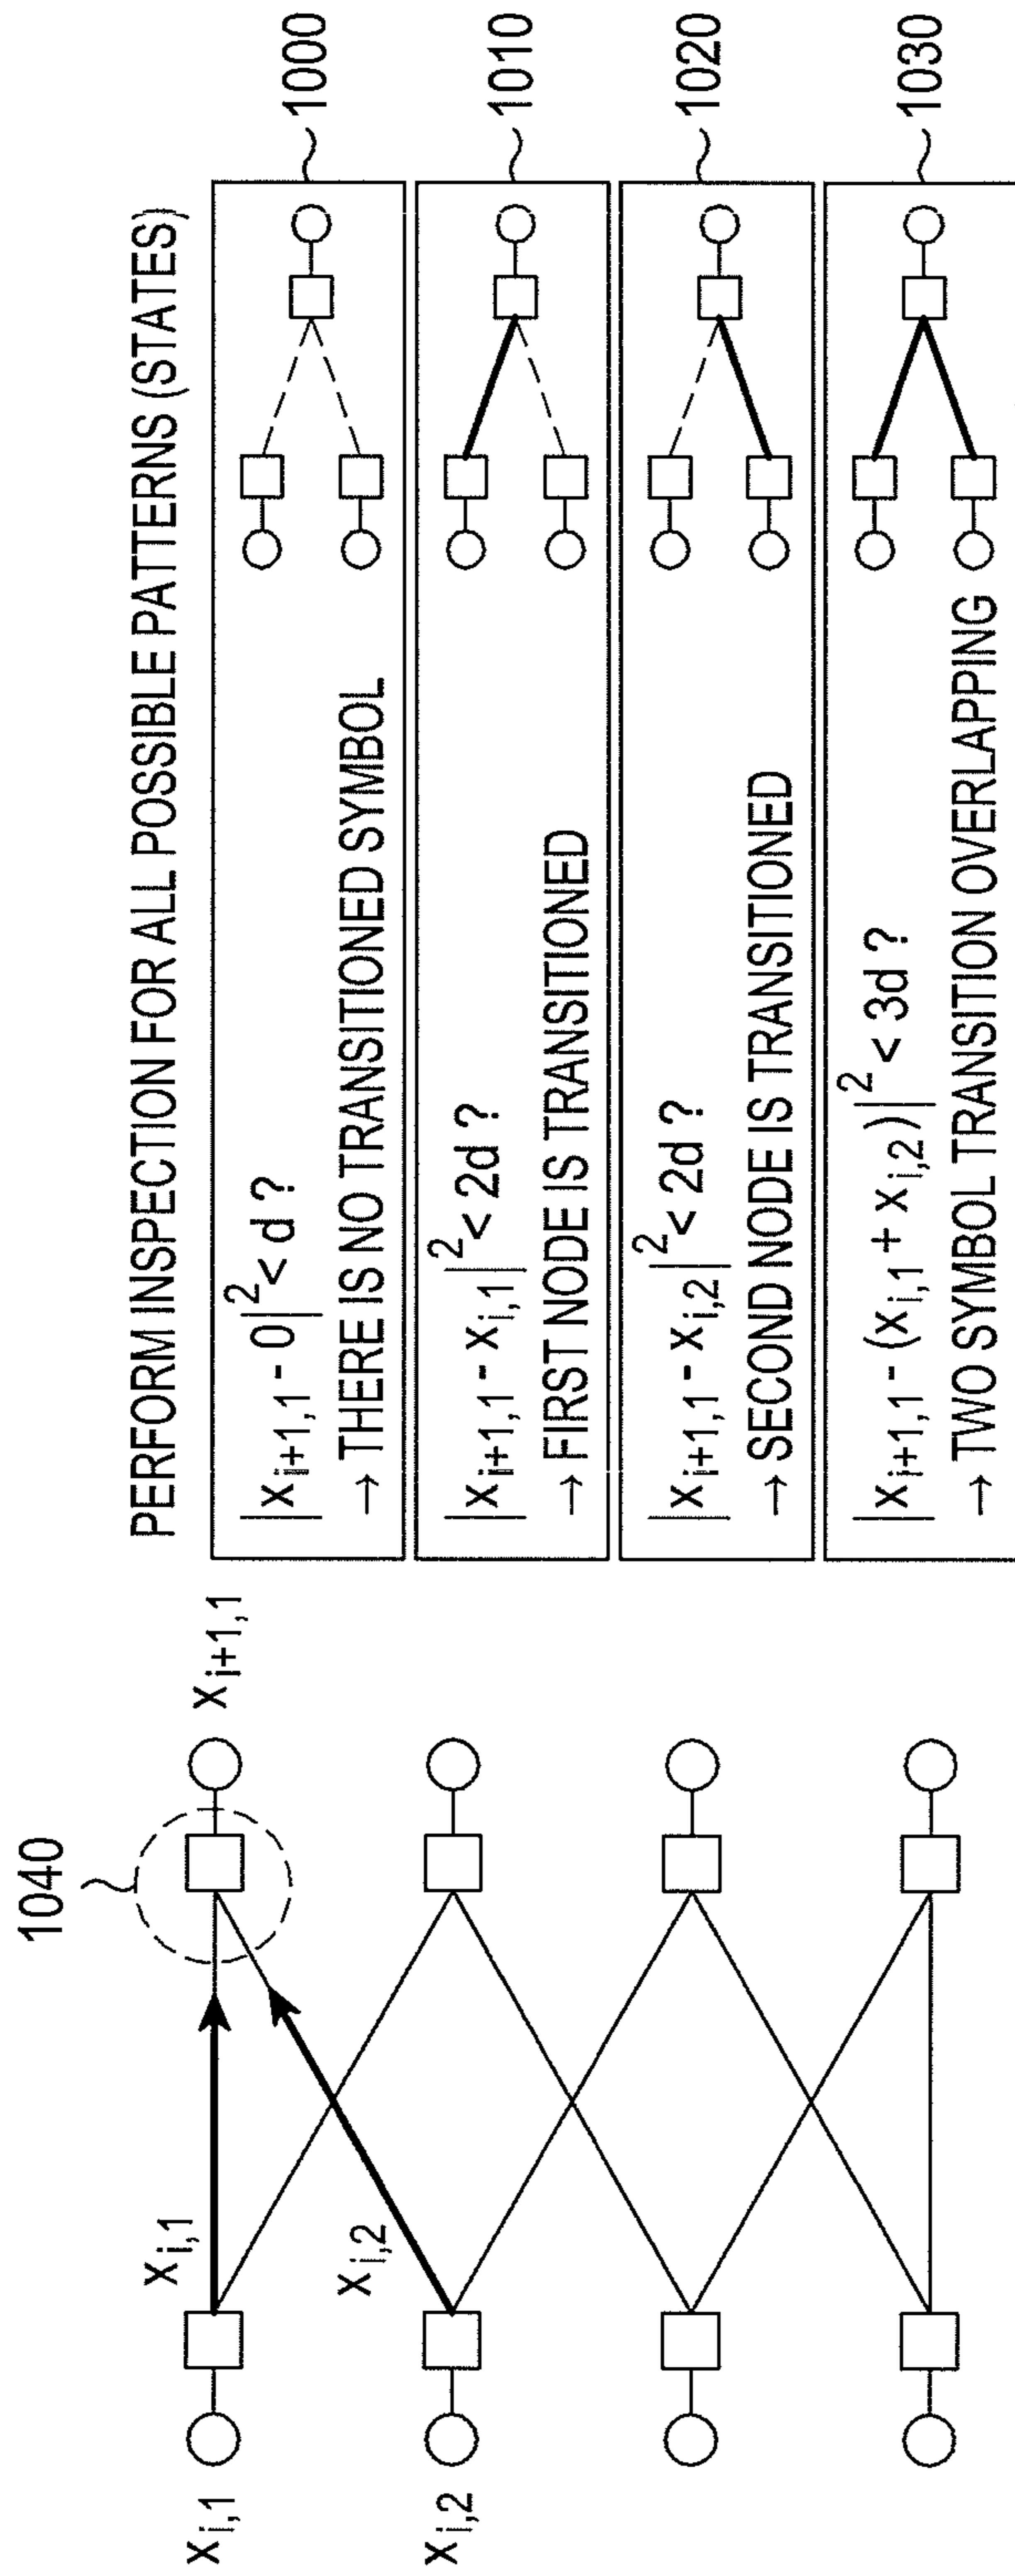 1040
x_{i,1}
x_{i,1}
x_{i+1,1}
x_{i,2}
x_{i,2}
PERFORM INSPECTION FOR ALL POSSIBLE PATTERNS (STATES)
|x_{i+1,1} - 0|^2 < d ?
→ THERE IS NO TRANSITIONED SYMBOL
1000
|x_{i+1,1} - x_{i,1}|^2 < 2d ?
→ FIRST NODE IS TRANSITIONED
1010
|x_{i+1,1} - x_{i,2}|^2 < 2d ?
→ SECOND NODE IS TRANSITIONED
1020
|x_{i+1,1} - (x_{i,1} + x_{i,2})|^2 < 3d ?
→ TWO SYMBOL TRANSITION OVERLAPPING
1030